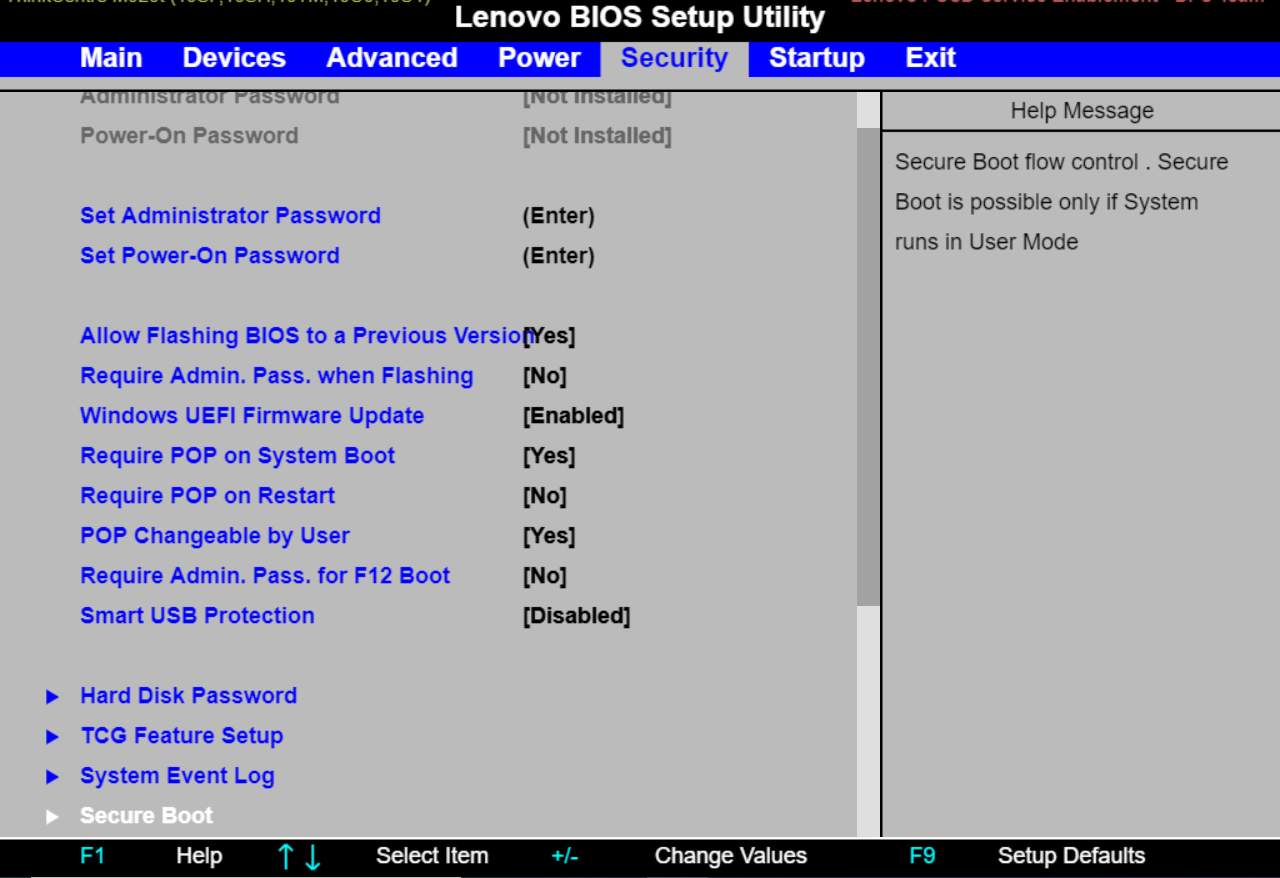 Lenovo BIOS Setup Utility
Main Devices Advanced Power Security Startup Exit
Administrator Password [Not Installed]
Power-On Password [Not Installed]
Set Administrator Password (Enter)
Set Power-On Password (Enter)
Allow Flashing BIOS to a Previous Version [Yes]
Require Admin. Pass. when Flashing [No]
Windows UEFI Firmware Update [Enabled]
Require POP on System Boot [Yes]
Require POP on Restart [No]
POP Changeable by User [Yes]
Require Admin. Pass. for F12 Boot [No]
Smart USB Protection [Disabled]
Hard Disk Password
TCG Feature Setup
System Event Log
Secure Boot
Help Message
Secure Boot flow control . Secure
Boot is possible only if System
runs in User Mode
F1 Help ↑↓ Select Item +/- Change Values F9 Setup Defaults